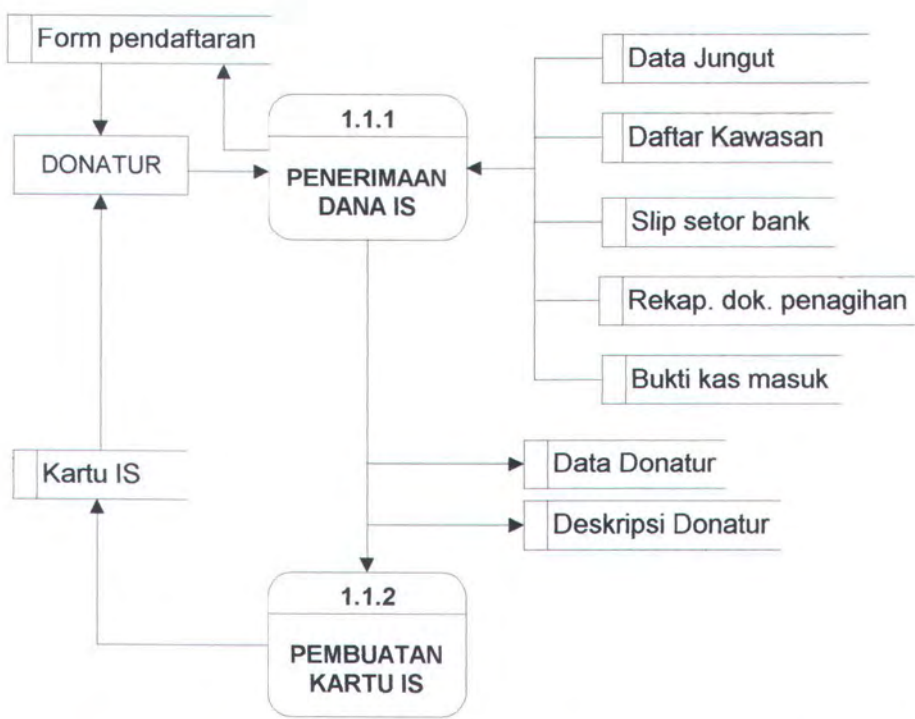 Form pendaftaran
DONATUR
1.1.1
PENERIMAAN
DANA IS
Data Jungut
Daftar Kawasan
Slip setor bank
Rekap. dok. penagihan
Bukti kas masuk
Kartu IS
Data Donatur
Deskripsi Donatur
1.1.2
PEMBUATAN
KARTU IS